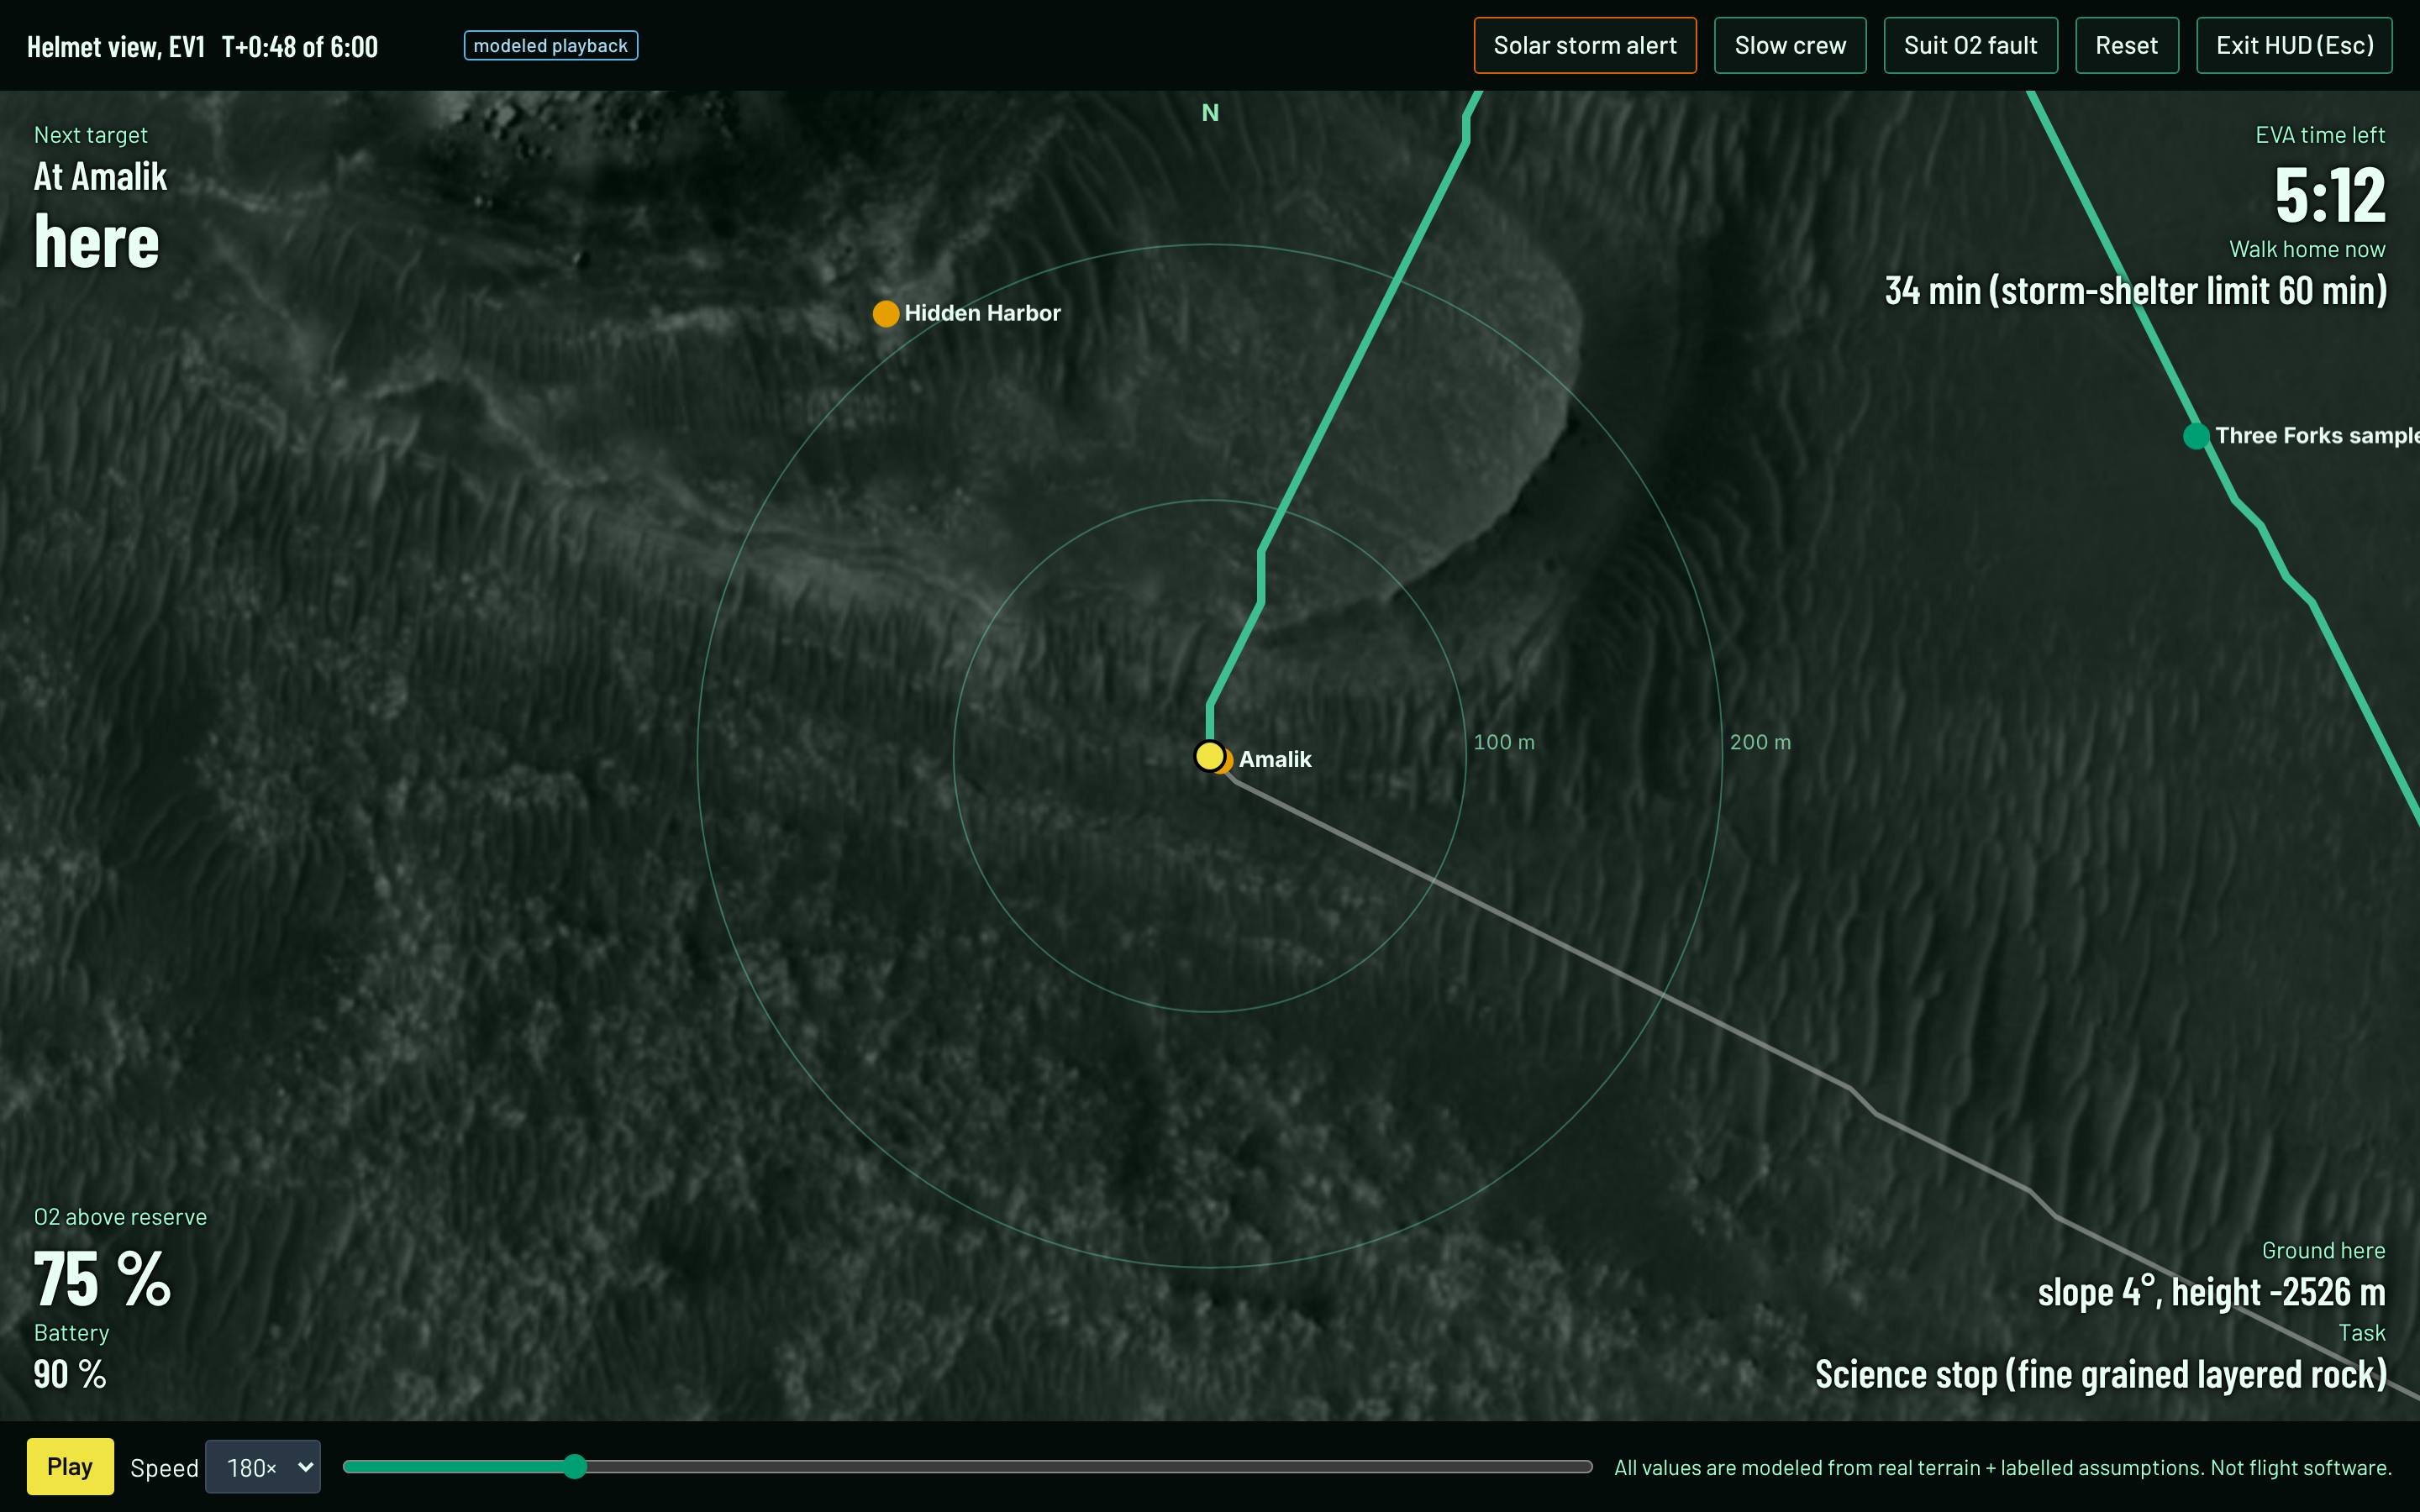 Helmet view, EV1 T+0:48 of 6:00
modeled playback
Solar storm alert
Slow crew
Suit O2 fault
Reset
Exit HUD (Esc)
N
Next target
At Amalik
here
EVA time left
5:12
Walk home now
34 min (storm-shelter limit 60 min)
Hidden Harbor
Three Forks sample
Amalik
100 m
200 m
O2 above reserve
75 %
Battery
90 %
Ground here
slope 4°, height -2526 m
Task
Science stop (fine grained layered rock)
Play
Speed
180×
All values are modeled from real terrain + labelled assumptions. Not flight software.